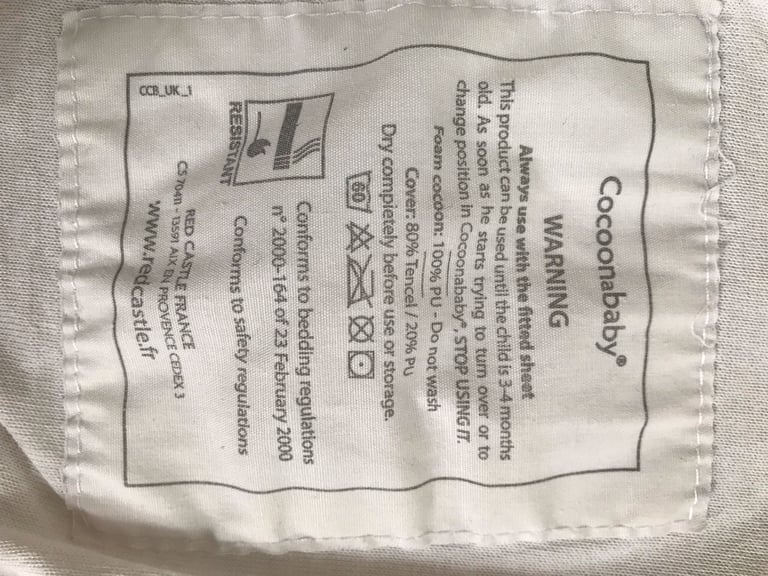 Cocoonababy®
WARNING
Always use with the fitted sheet
This product can be used until the child is 3-4 months
old. As soon as he starts trying to turn over or to
change position in Cocoonababy®, STOP USING IT.
Foam cocoon: 100% PU - Do not wash
Cover: 80% Tencel / 20% PU
Dry completely before use or storage.
60
RESISTANT
Conforms to bedding regulations
n° 2000-164 of 23 February 2000
Conforms to safety regulations
RED CASTLE FRANCE
CS 70411 - 13591 AIX EN PROVENCE CEDEX 3
www.redcastle.fr
CCB_UK_1